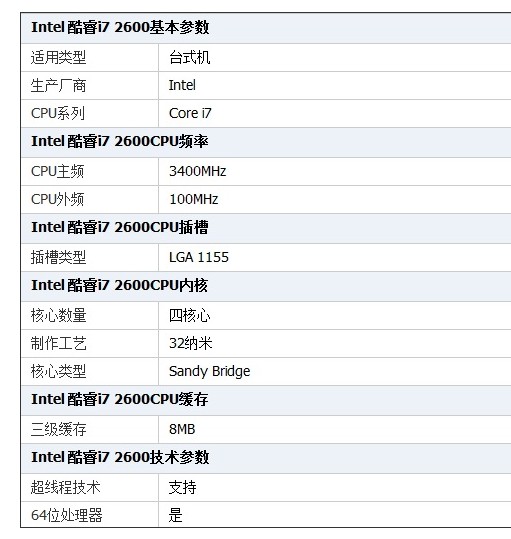 Intel 酷睿i7 2600基本参数
适用类型 台式机
生产厂商 Intel
CPU系列 Core i7
Intel 酷睿i7 2600CPU频率
CPU主频 3400MHz
CPU外频 100MHz
Intel 酷睿i7 2600CPU插槽
插槽类型 LGA 1155
Intel 酷睿i7 2600CPU内核
核心数量 四核心
制作工艺 32纳米
核心类型 Sandy Bridge
Intel 酷睿i7 2600CPU缓存
三级缓存 8MB
Intel 酷睿i7 2600技术参数
超线程技术 支持
64位处理器 是